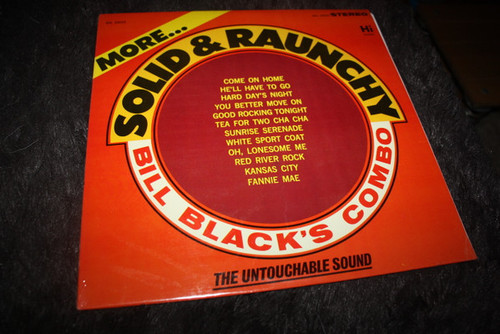 MORE...
STEREO
Hi
SOLID & RAUNCHY
COME ON HOME
HE'LL HAVE TO GO
HARD DAY'S NIGHT
YOU BETTER MOVE ON
GOOD ROCKING TONIGHT
TEA FOR TWO CHA CHA
SUNRISE SERENADE
WHITE SPORT COAT
OH, LONESOME ME
RED RIVER ROCK
KANSAS CITY
FANNIE MAE
BILL BLACK'S COMBO
THE UNTOUCHABLE SOUND